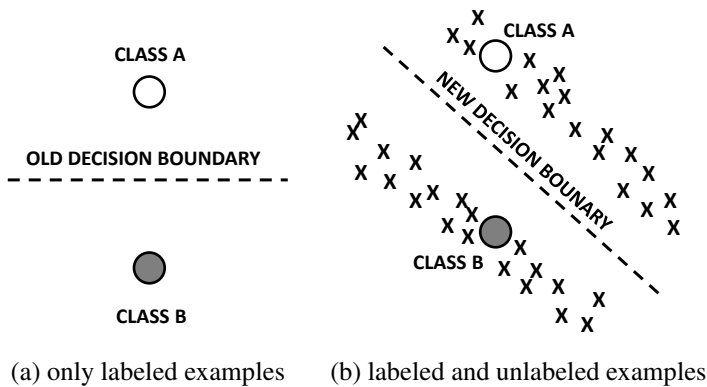 CLASS A
OLD DECISION BOUNDARY
CLASS B
(a) only labeled examples
CLASS A
NEW DECISION BOUNARY
CLASS B
(b) labeled and unlabeled examples